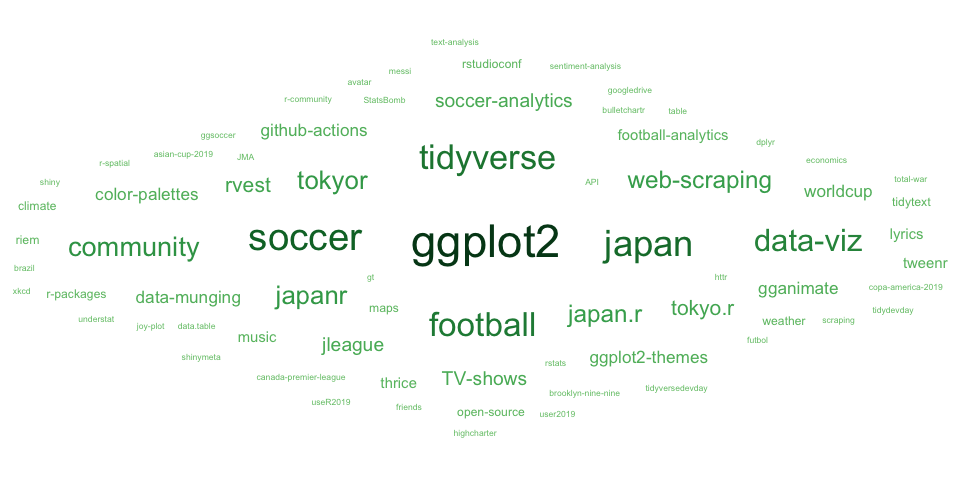 text-analysis
rstudioconf
sentiment-analysis
messi
avatar
googledrive
r-community
StatsBomb
soccer-analytics
bulletchartr
table
ggsoccer
github-actions
football-analytics
dplyr
r-spatial
asian-cup-2019
JMA
tidyverse
economics
shiny
color-palettes
rvest
tokyor
API
web-scraping
worldcup
total-war
climate
tidytext
riem
community
soccer
ggplot2
japan
data-viz
lyrics
brazil
gt
httr
tweenr
xkcd
r-packages
data-munging
japanr
maps
gganimate
copa-america-2019
understat
joy-plot
data.table
football
japan.r
tokyo.r
weather
scraping
tidydevday
shinymeta
music
jleague
rstats
ggplot2-themes
futbol
canada-premier-league
thrice
TV-shows
brooklyn-nine-nine
tidyversedevday
useR2019
friends
open-source
user2019
highcharter